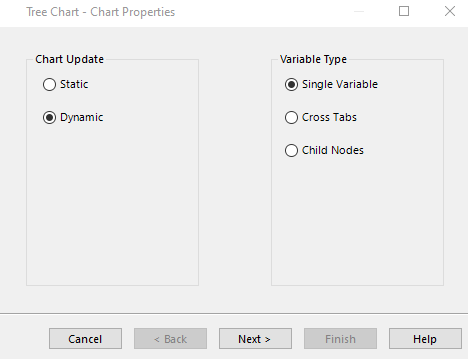 Tree Chart - Chart Properties
Chart Update
Static
Dynamic
Variable Type
Single Variable
Cross Tabs
Child Nodes
Cancel
< Back
Next >
Finish
Help